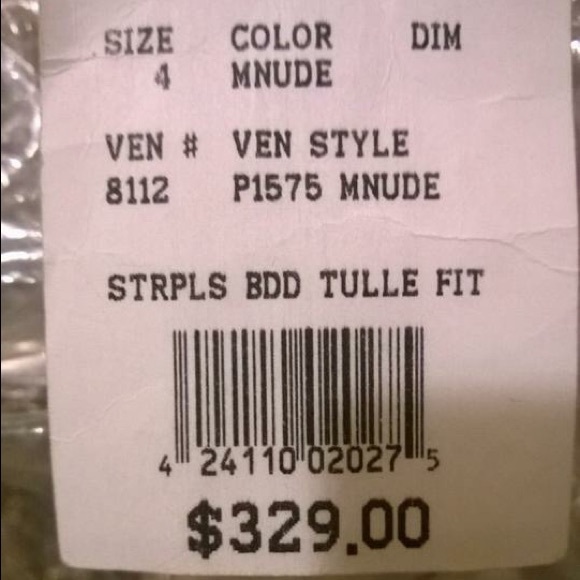 SIZE COLOR DIM
4 MNUDE
VEN # VEN STYLE
8112 P1575 MNUDE
STRPLS BDD TULLE FIT
4 24110 02027 5
$329.00